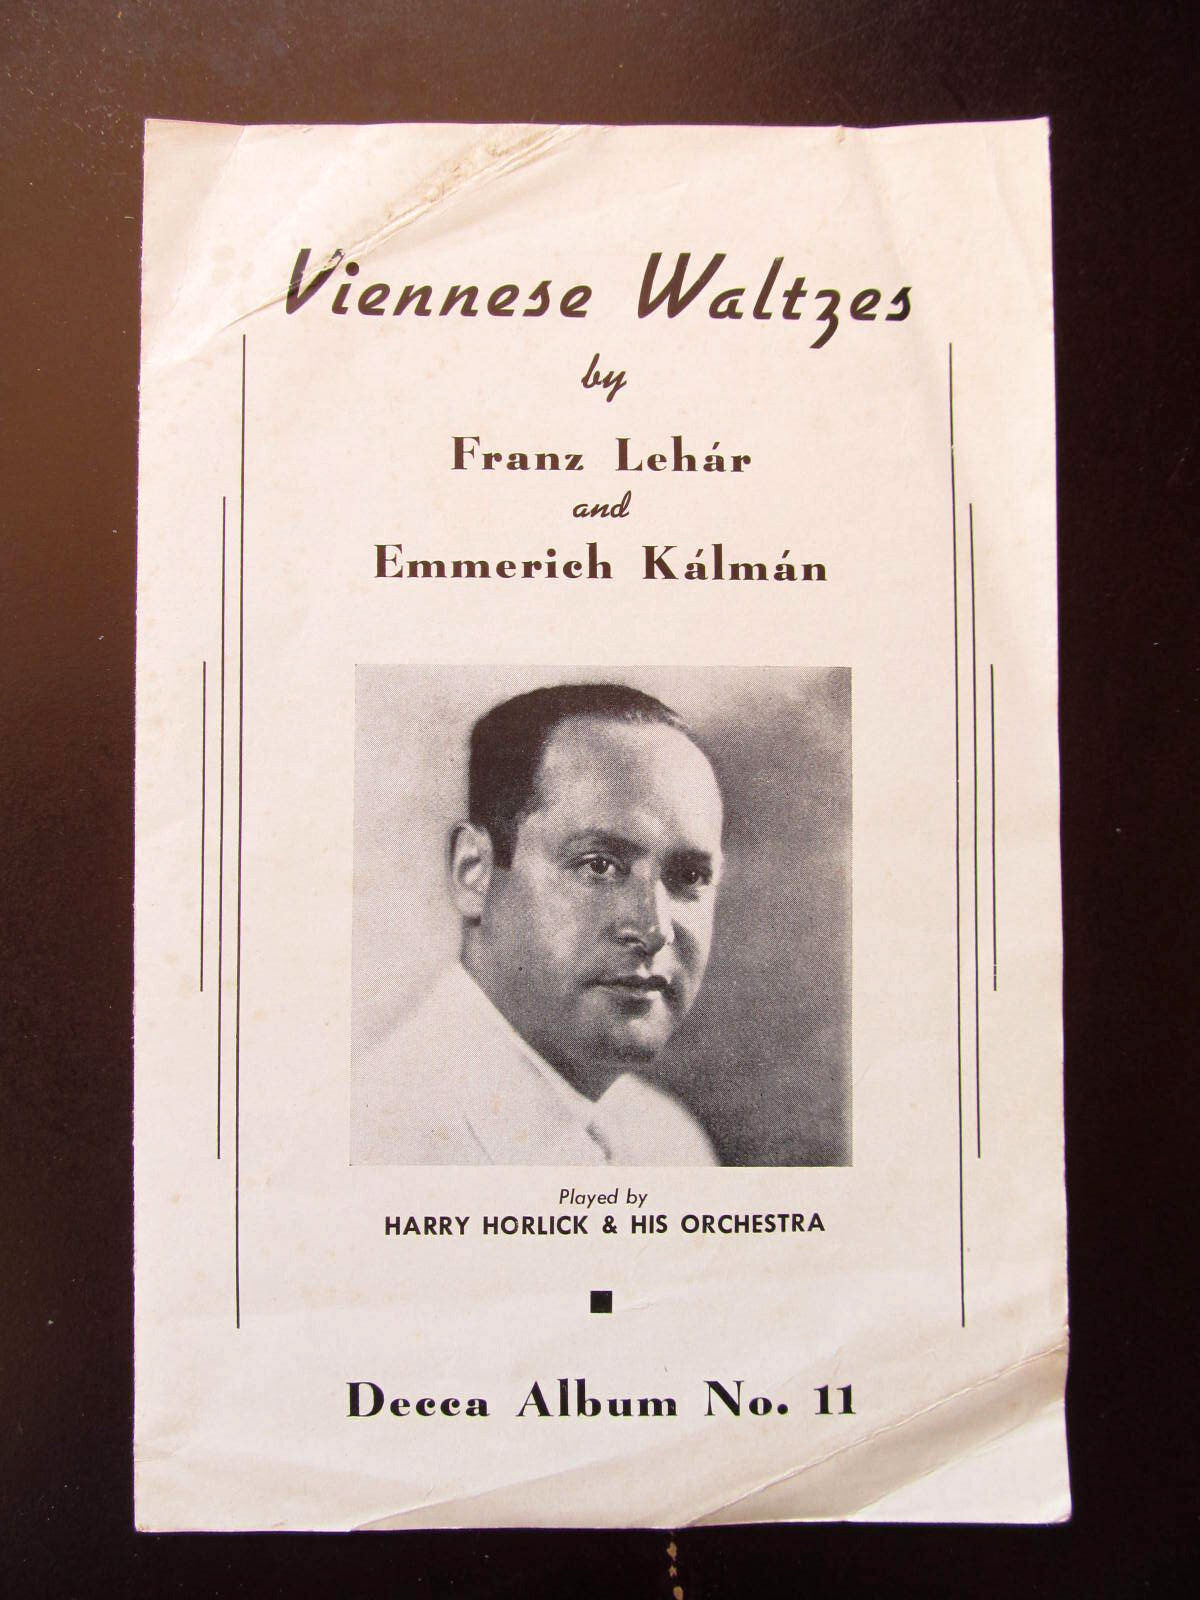 Viennese Waltzes
by
Franz Lehár
and
Emmerich Kálmán
Played by
HARRY HORLICK & HIS ORCHESTRA
Decca Album No. 11